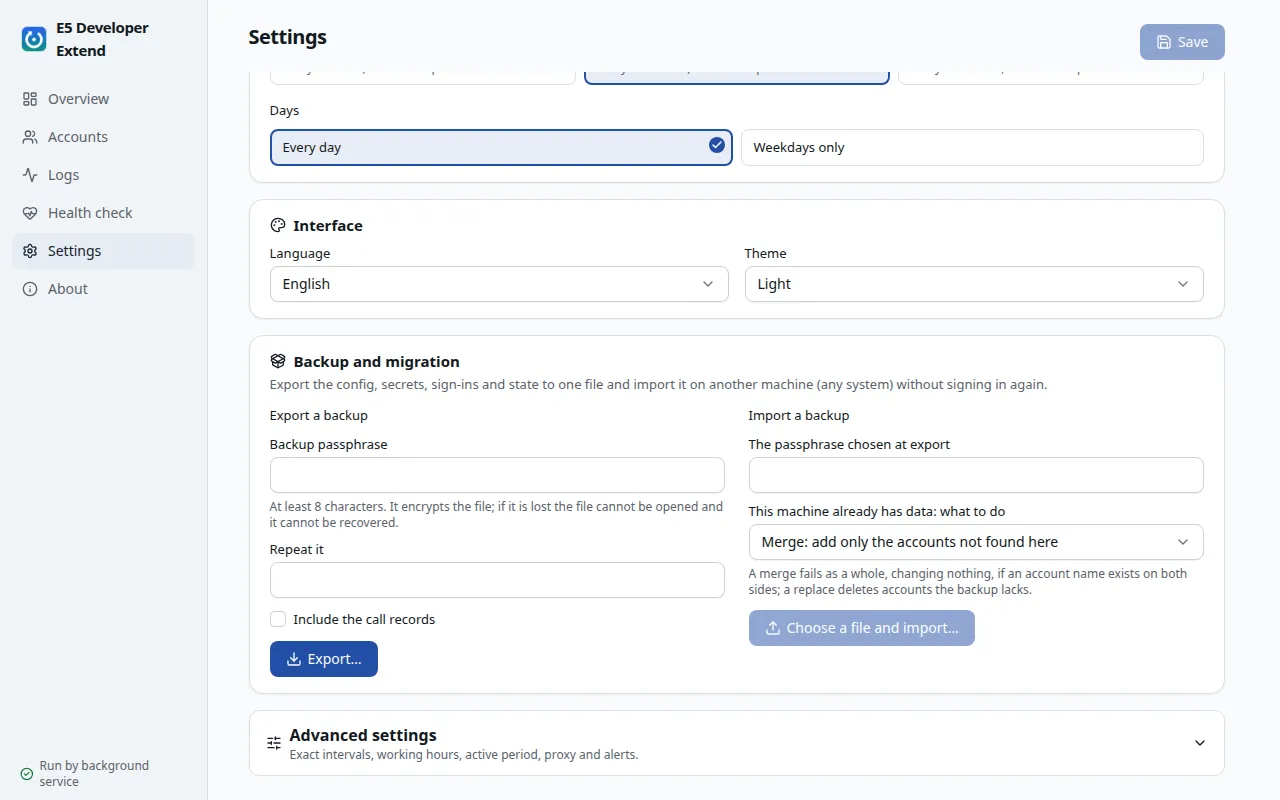 E5 Developer
Extend
Overview
Accounts
Logs
Health check
Settings
About
Run by background
service
Settings
Save
Days
Every day
Weekdays only
Interface
Language
Theme
English
Light
Backup and migration
Export the config, secrets, sign-ins and state to one file and import it on another machine (any system) without signing in again.
Export a backup
Backup passphrase
At least 8 characters. It encrypts the file; if it is lost the file cannot be opened and
it cannot be recovered.
Repeat it
Include the call records
Export...
Import a backup
The passphrase chosen at export
This machine already has data: what to do
Merge: add only the accounts not found here
A merge fails as a whole, changing nothing, if an account name exists on both
sides; a replace deletes accounts the backup lacks.
Choose a file and import...
Advanced settings
Exact intervals, working hours, active period, proxy and alerts.